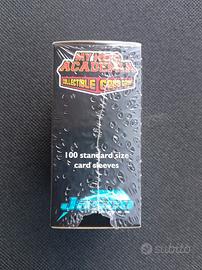 MY HERO
ACADEMIA
COLLECTIBLE CARD GAME
100 standard size
card sleeves
Jasco
subito